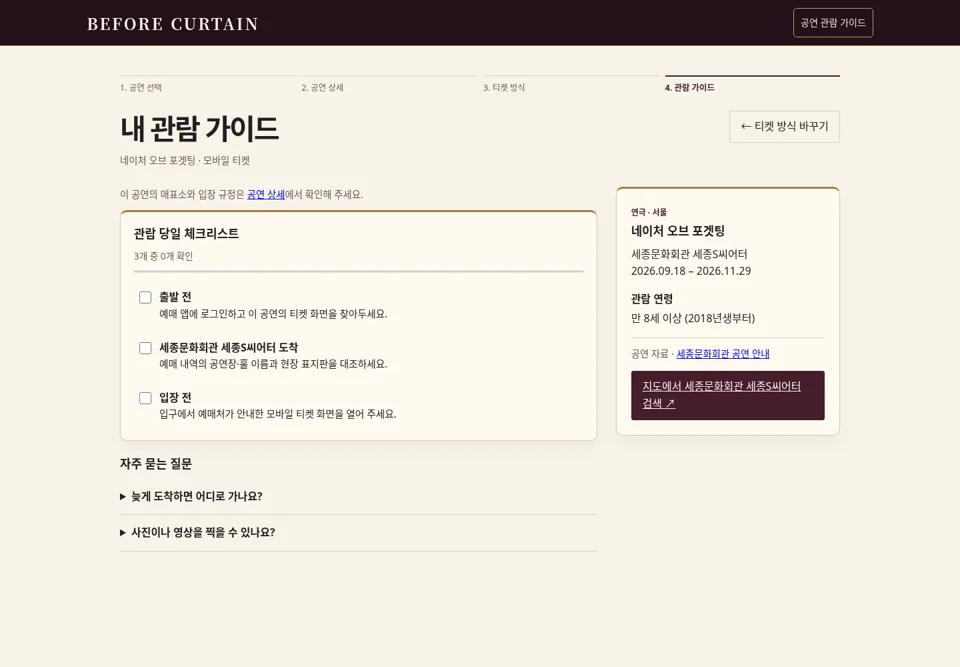 BEFORE CURTAIN
공연 관람 가이드
1. 공연 선택
2. 공연 상세
3. 티켓 방식
4. 관람 가이드
내 관람 가이드
← 티켓 방식 바꾸기
네이처 오브 포겟팅 · 모바일 티켓
이 공연의 매표소와 입장 규정은 공연 상세에서 확인해 주세요.
관람 당일 체크리스트
3개 중 0개 확인
출발 전
예매 앱에 로그인하고 이 공연의 티켓 화면을 찾아두세요.
세종문화회관 세종S씨어터 도착
예매 내역의 공연장·홀 이름과 현장 표지판을 대조하세요.
입장 전
입구에서 예매처가 안내한 모바일 티켓 화면을 열어 주세요.
자주 묻는 질문
▶ 늦게 도착하면 어디로 가나요?
▶ 사진이나 영상을 찍을 수 있나요?
연극 · 서울
네이처 오브 포겟팅
세종문화회관 세종S씨어터
2026.09.18 – 2026.11.29
관람 연령
만 8세 이상 (2018년생부터)
공연 자료 · 세종문화회관 공연 안내
지도에서 세종문화회관 세종S씨어터
검색 ↗